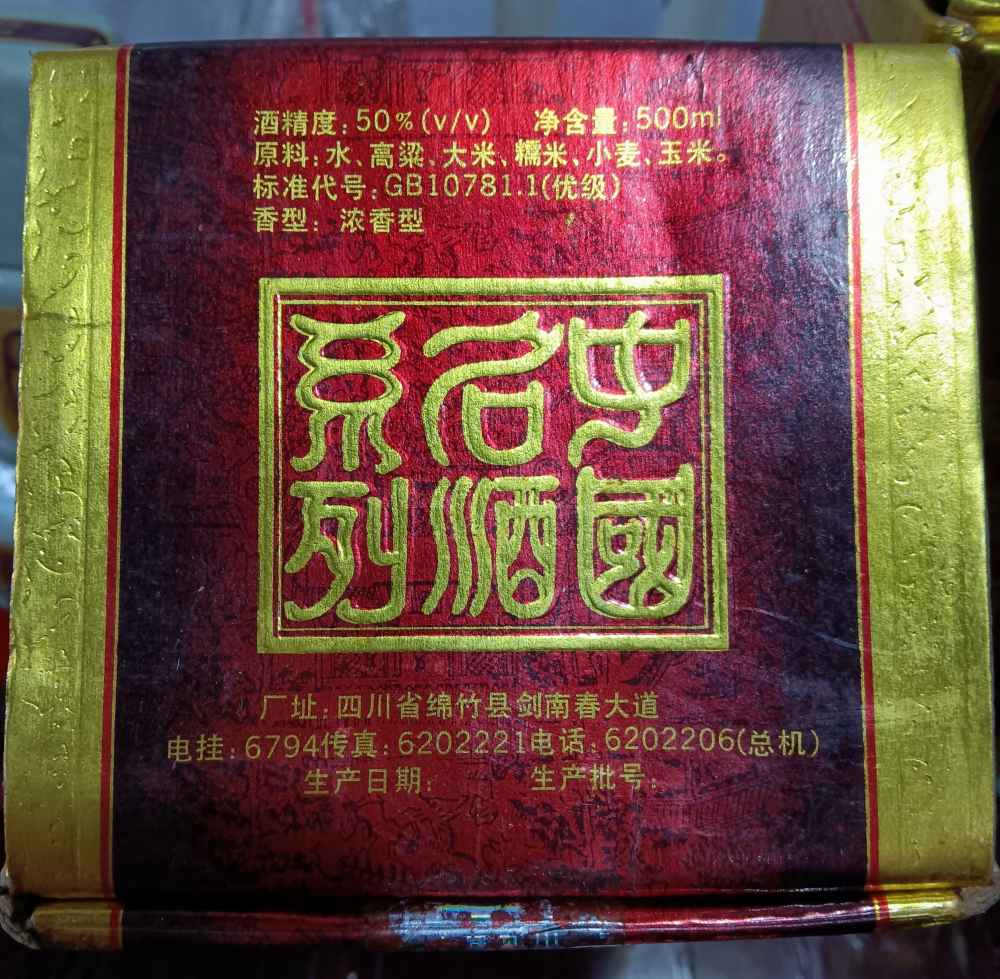 酒精度:50%(v/v) 净含量:500ml
原料:水、高粱、大米、糯米、小麦、玉米。
标准代号:GB10781.1(优级)
香型: 浓香型
中國
名酒
系列
厂址:四川省绵竹县剑南春大道
电挂:6794传真:6202221电话:6202206(总机)
生产日期: 生产批号: